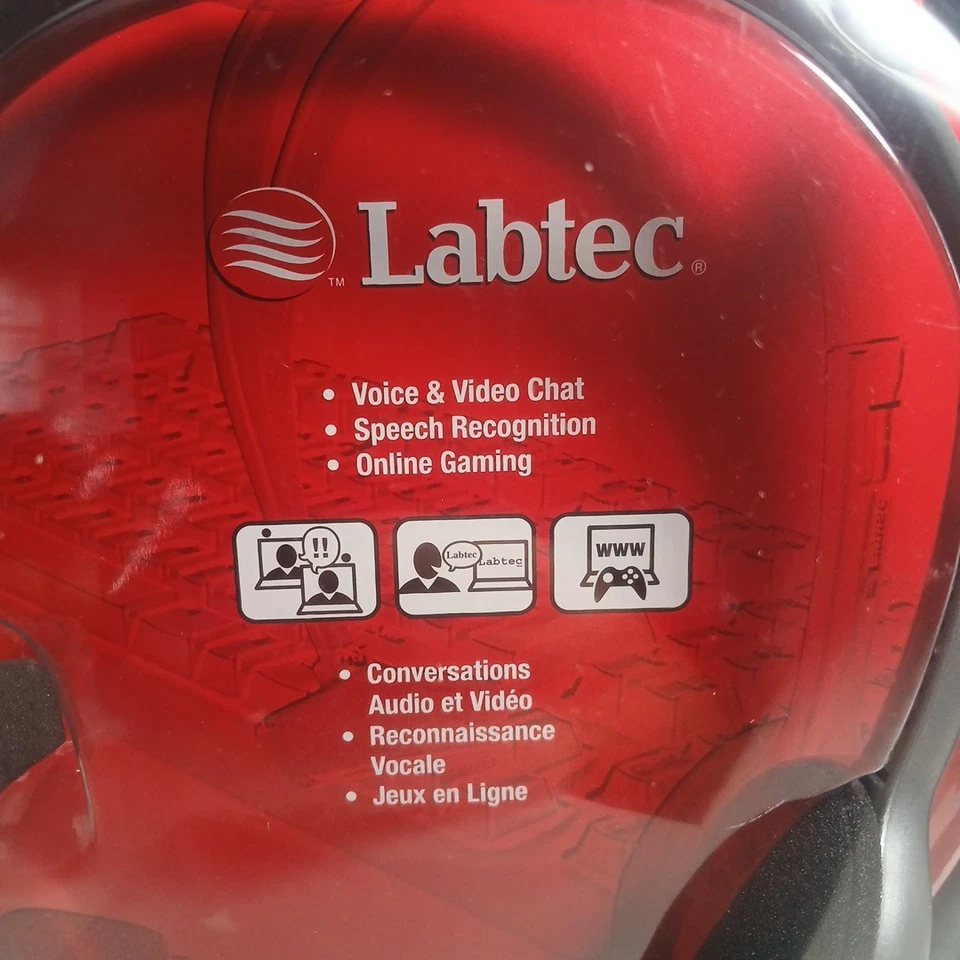 Labtec®
™
• Voice & Video Chat
• Speech Recognition
• Online Gaming
!!
Labtec
Labtec
WWW
• Conversations
Audio et Vidéo
• Reconnaissance
Vocale
• Jeux en Ligne